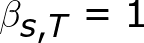 β_{s,T} = 1